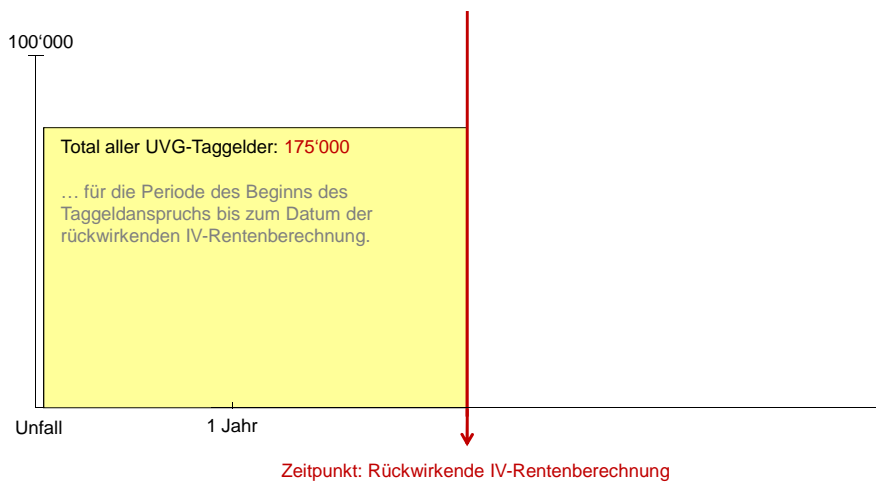 100‘000
Total aller UVG-Taggelder: 175‘000
… für die Periode des Beginns des
Taggeldanspruchs bis zum Datum der
rückwirkenden IV-Rentenberechnung.
Unfall
1 Jahr
Zeitpunkt: Rückwirkende IV-Rentenberechnung